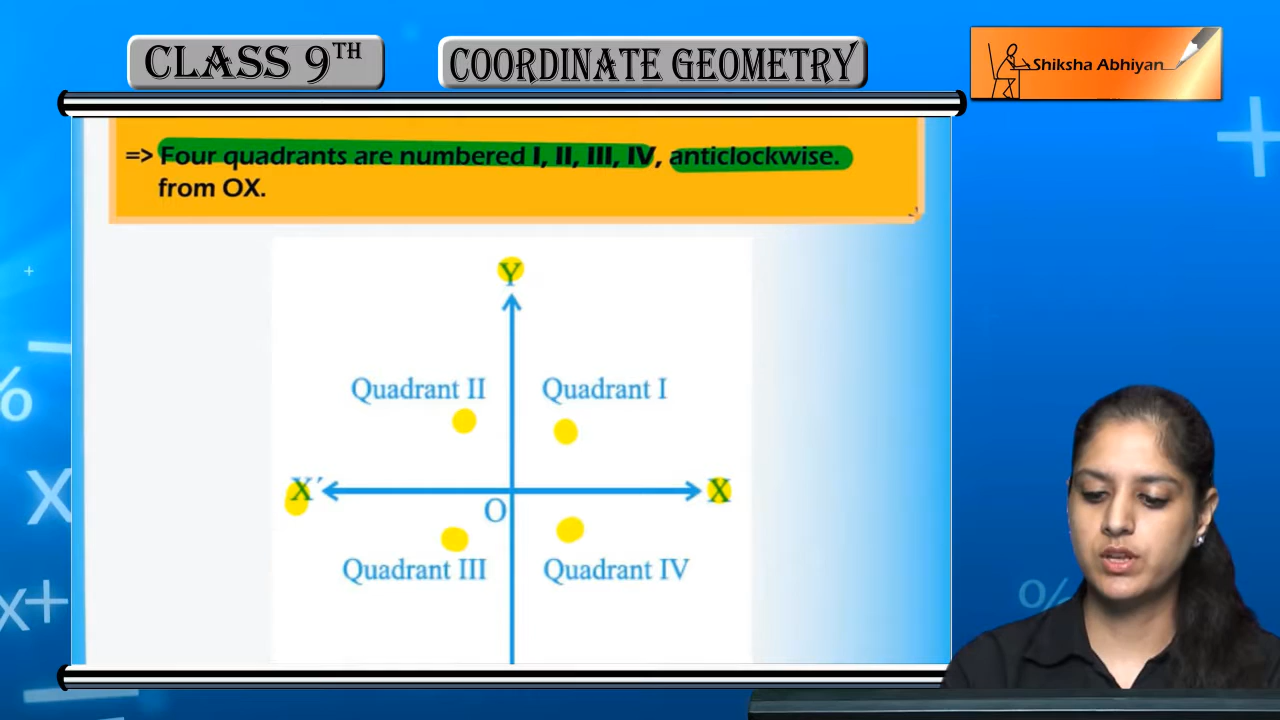 CLASS 9TH
COORDINATE GEOMETRY
Shiksha Abhiyan
=> Four quadrants are numbered I, II, III, IV, anticlockwise.
from OX.
Y
Quadrant II
Quadrant I
X′
X
O
Quadrant III
Quadrant IV
%
X
X+
%